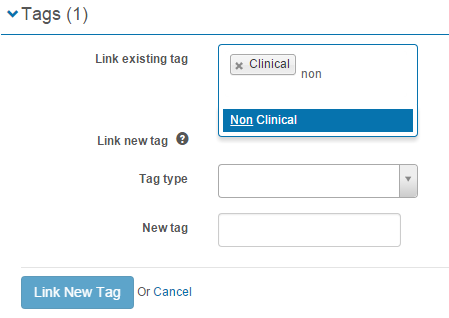 Tags (1)
Link existing tag
× Clinical
non
Non Clinical
Link new tag ?
Tag type
New tag
Link New Tag Or Cancel